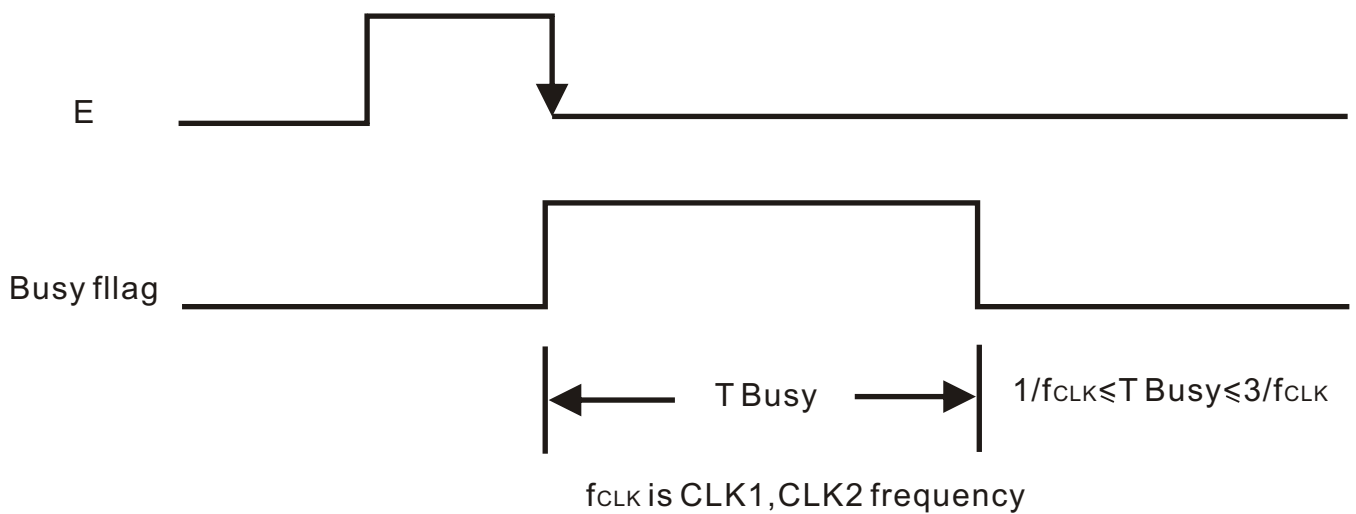 E
Busy fllag
T Busy
1/fCLK≤T Busy≤3/fCLK
fCLK is CLK1,CLK2 frequency